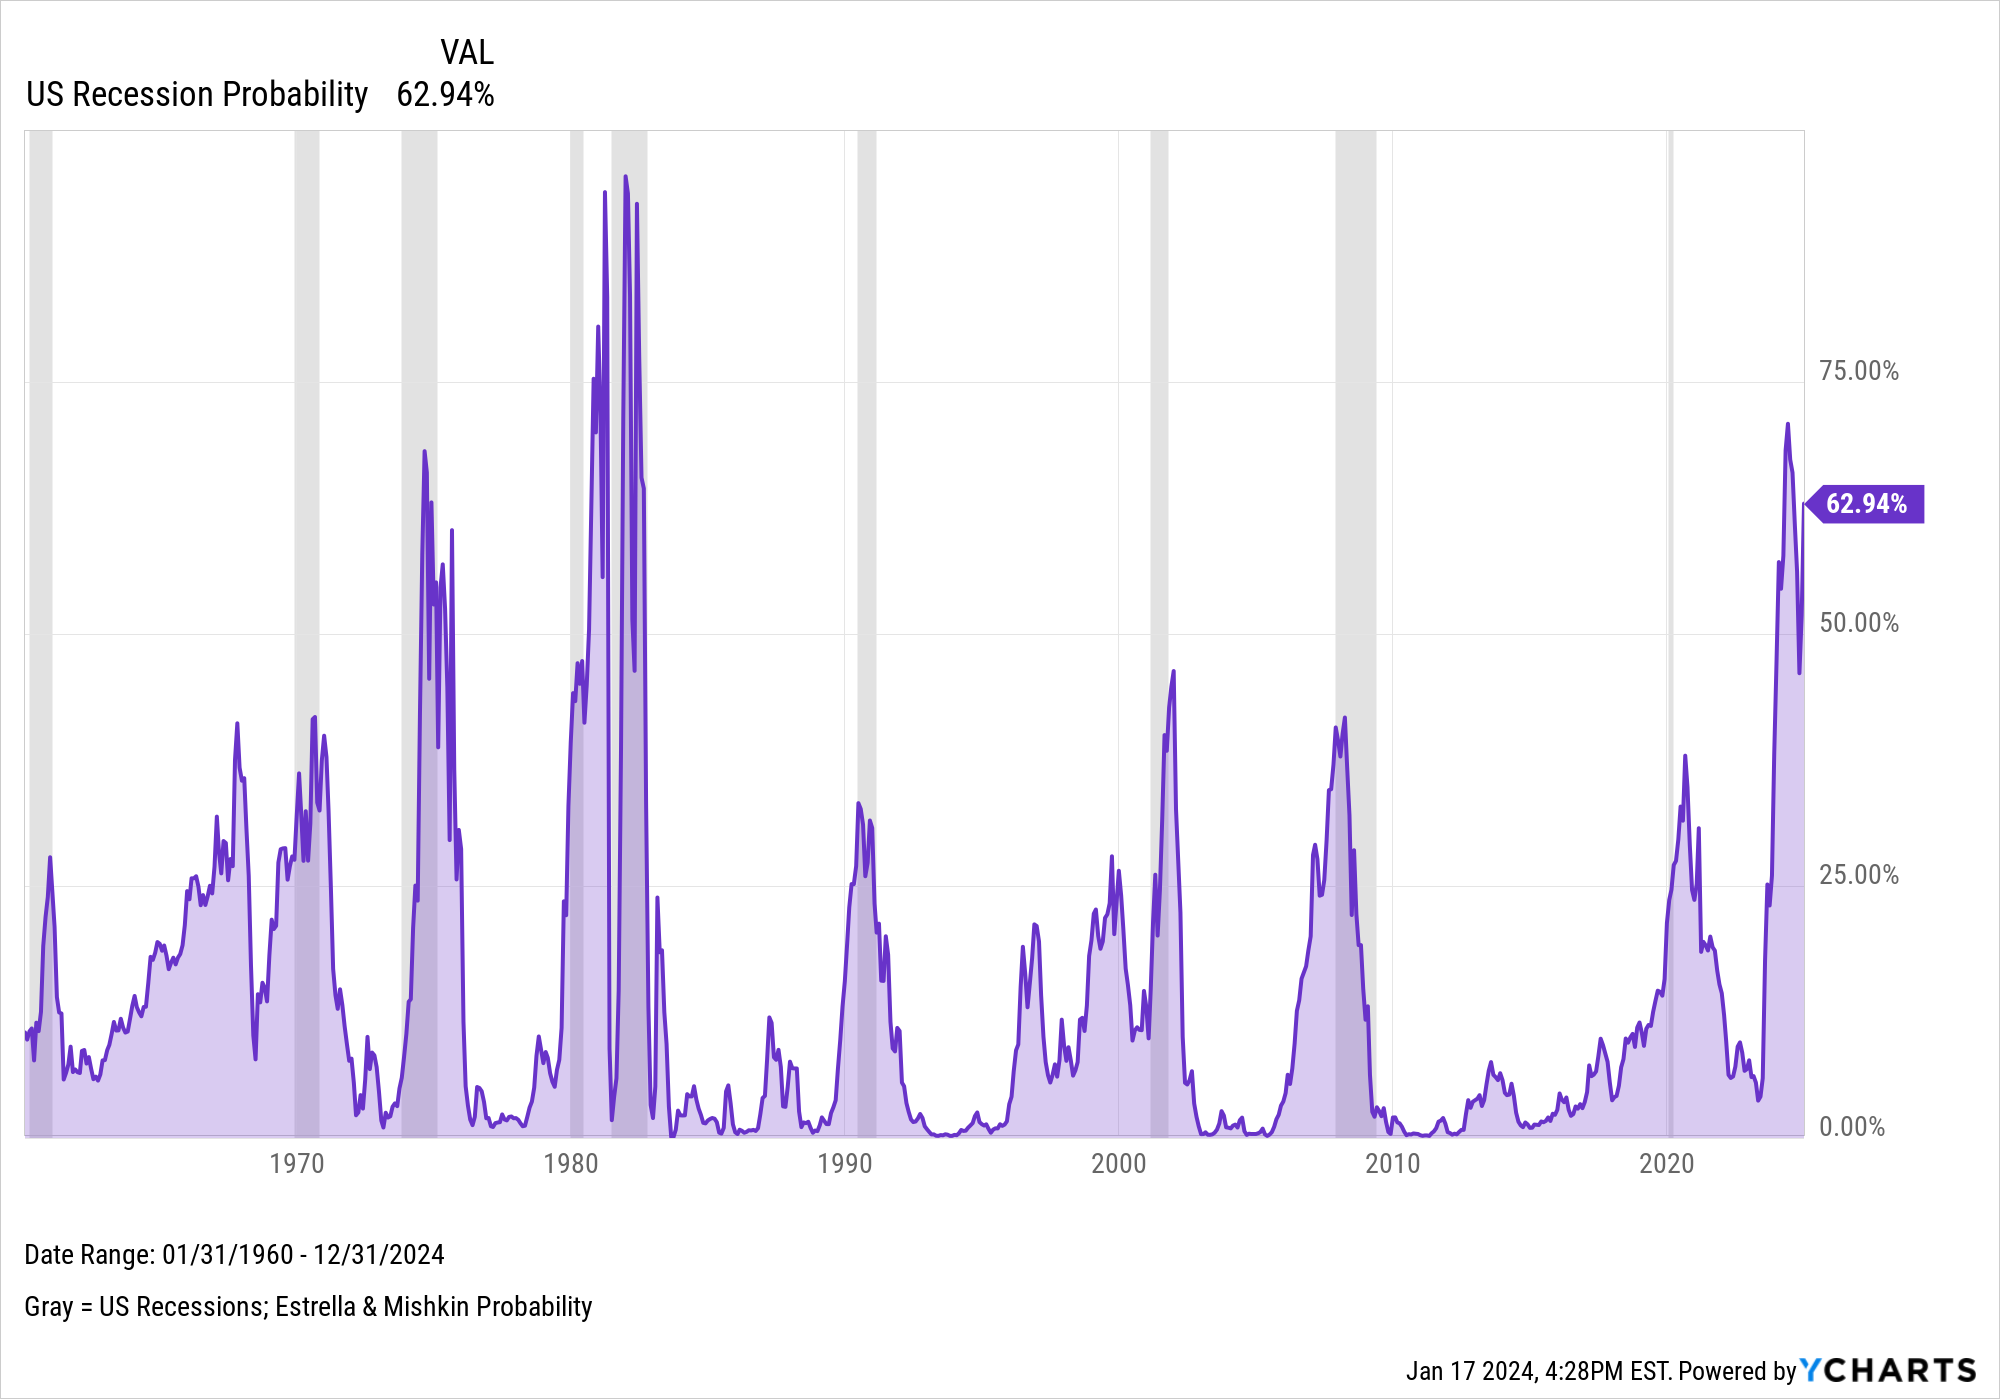 VAL
US Recession Probability 62.94%
75.00%
62.94%
50.00%
25.00%
0.00%
1970 1980 1990 2000 2010 2020
Date Range: 01/31/1960 - 12/31/2024
Gray = US Recessions; Estrella & Mishkin Probability
Jan 17 2024, 4:28PM EST. Powered by YCHARTS